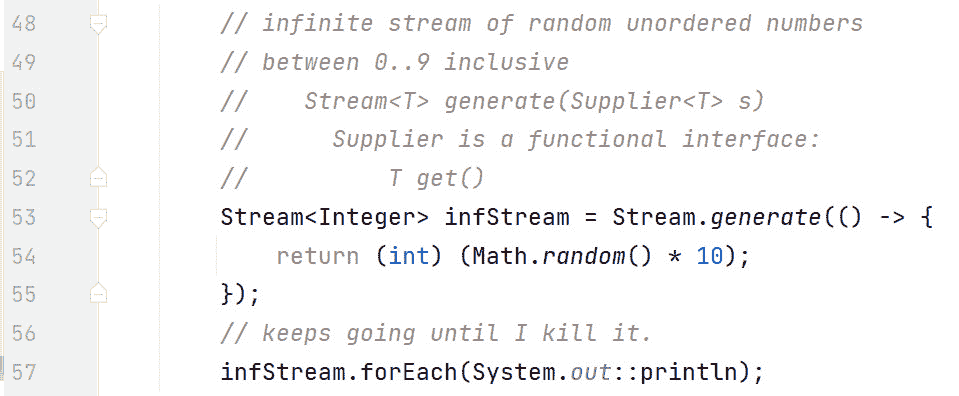 48 // infinite stream of random unordered numbers
49 // between 0..9 inclusive
50 //    Stream<T> generate(Supplier<T> s)
51 //      Supplier is a functional interface:
52 //          T get()
53 Stream<Integer> infStream = Stream.generate(() -> {
54     return (int) (Math.random() * 10);
55 });
56 // keeps going until I kill it.
57 infStream.forEach(System.out::println);